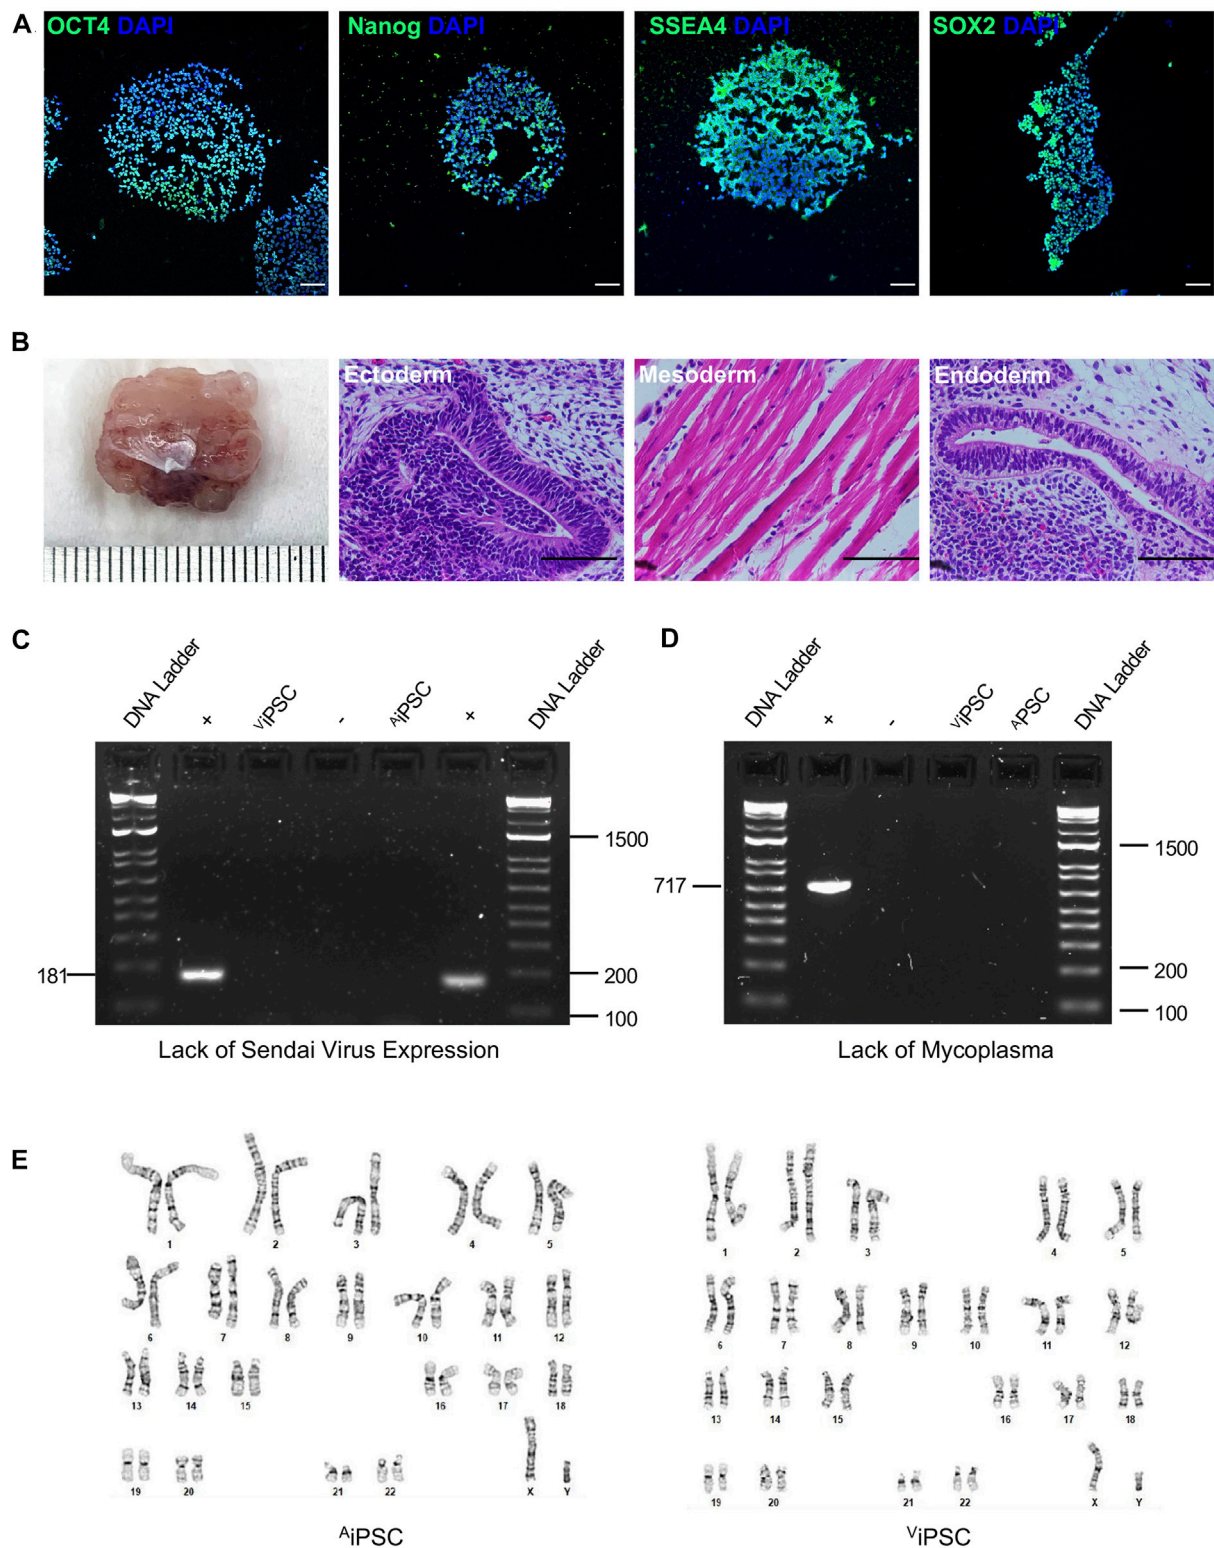 A
OCT4 DAPI
Nanog DAPI
SSEA4 DAPI
SOX2 DAPI
B
Ectoderm
Mesoderm
Endoderm
C
DNA Ladder
+
ViPSC
-
AiPSC
+
DNA Ladder
1500
181
200
100
Lack of Sendai Virus Expression
D
DNA Ladder
+
-
ViPSC
APSC
DNA Ladder
717
1500
200
100
Lack of Mycoplasma
E
1 2 3 4 5
6 7 8 9 10 11 12
13 14 15 16 17 18
19 20 21 22 X Y
AiPSC
1 2 3 4 5
6 7 8 9 10 11 12
13 14 15 16 17 18
19 20 21 22 X Y
ViPSC